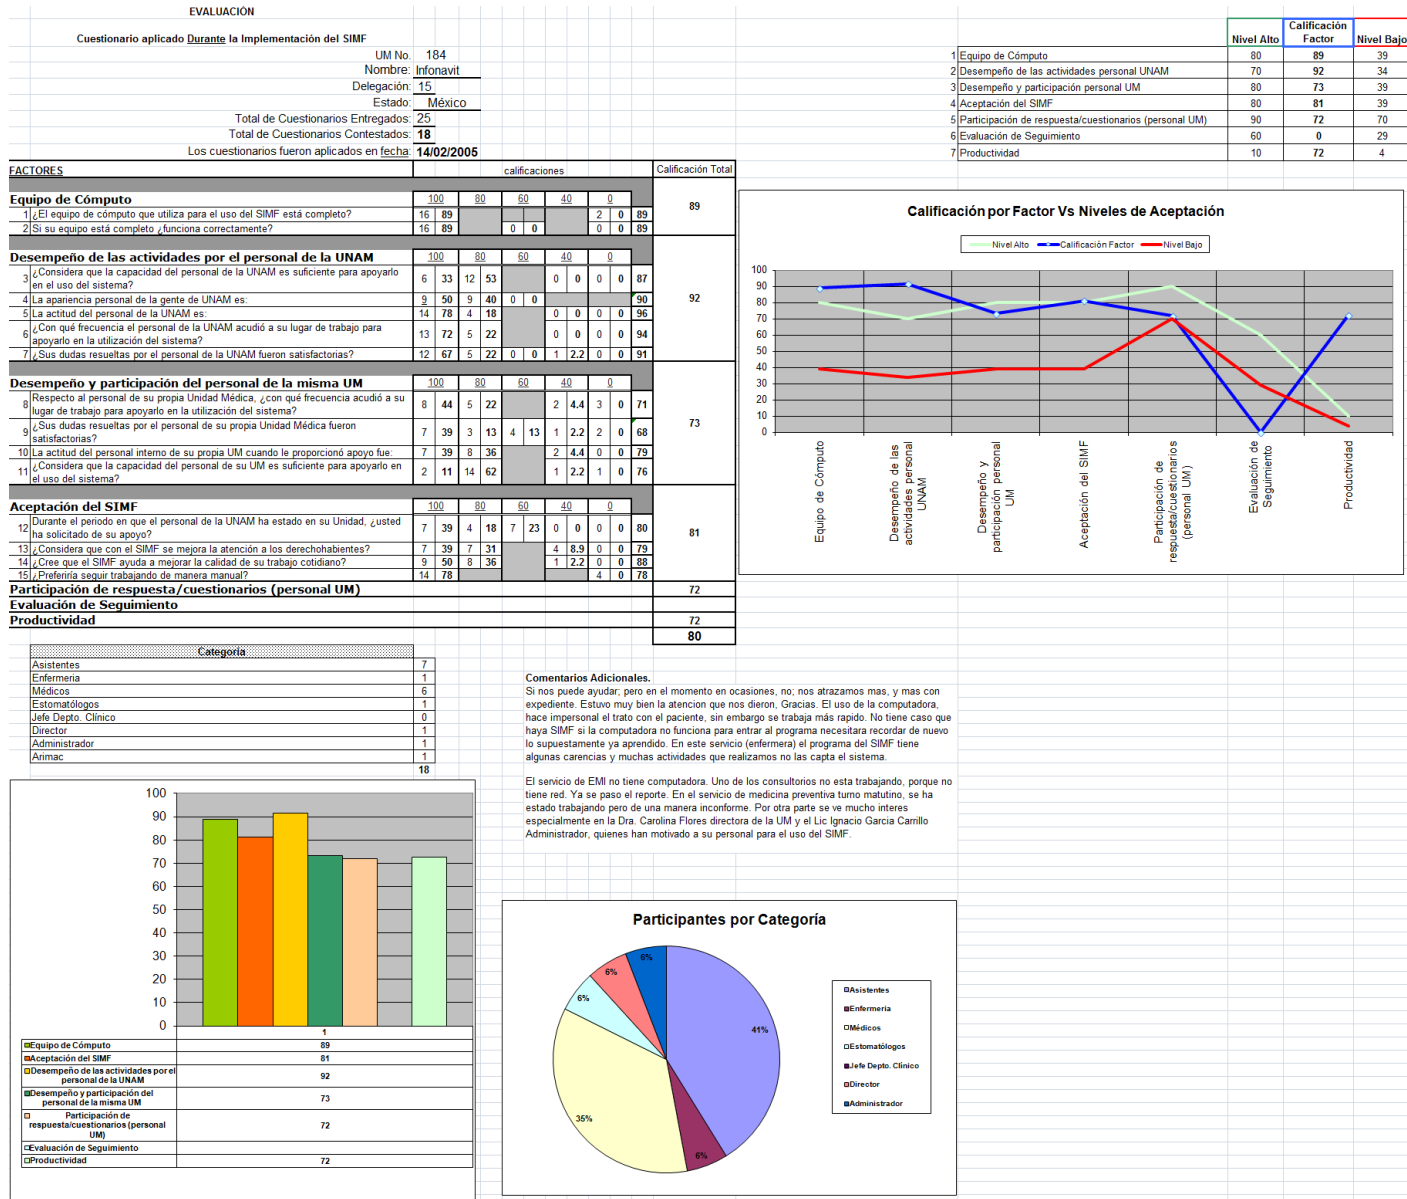 EVALUACIÓN
Cuestionario aplicado Durante la Implementación del SIMF
UM No. 184
Nombre: Infonavit
Delegación: 15
Estado: México
Total de Cuestionarios Entregados: 25
Total de Cuestionarios Contestados: 18
Los cuestionarios fueron aplicados en fecha: 14/02/2005
Nivel Alto Calificación Factor Nivel Bajo
1 Equipo de Cómputo 80 89 39
2 Desempeño de las actividades personal UNAM 70 92 34
3 Desempeño y participación personal UM 80 73 39
4 Aceptación del SIMF 80 81 39
5 Participación de respuesta/cuestionarios (personal UM) 90 72 70
6 Evaluación de Seguimiento 60 0 29
7 Productividad 10 72 4
FACTORES calificaciones Calificación Total
Equipo de Cómputo 100 80 60 40 0 89
1 ¿El equipo de cómputo que utiliza para el uso del SIMF está completo? 16 89 2 0 89
2 Si su equipo está completo ¿funciona correctamente? 16 89 0 0 0 0 89
Desempeño de las actividades por el personal de la UNAM 100 80 60 40 0 92
3 ¿Considera que la capacidad del personal de la UNAM es suficiente para apoyarlo
en el uso del sistema? 6 33 12 53 0 0 0 0 87
4 La apariencia personal de la gente de UNAM es: 9 50 9 40 0 0 90
5 La actitud del personal de la UNAM es: 14 78 4 18 0 0 0 0 96
6 ¿Con qué frecuencia el personal de la UNAM acudió a su lugar de trabajo para
apoyarlo en la utilización del sistema? 13 72 5 22 0 0 0 0 94
7 ¿Sus dudas resueltas por el personal de la UNAM fueron satisfactorias? 12 67 5 22 0 0 1 2.2 0 0 91
Desempeño y participación del personal de la misma UM 100 80 60 40 0 73
8 Respecto al personal de su propia Unidad Médica, ¿con qué frecuencia acudió a su
lugar de trabajo para apoyarlo en la utilización del sistema? 8 44 5 22 2 4.4 3 0 71
9 ¿Sus dudas resueltas por el personal de su propia Unidad Médica fueron
satisfactorias? 7 39 3 13 4 13 1 2.2 2 0 68
10 La actitud del personal interno de su propia UM cuando le proporcionó apoyo fue: 7 39 8 36 2 4.4 0 0 79
11 ¿Considera que la capacidad del personal de su UM es suficiente para apoyarlo en
el uso del sistema? 2 11 14 62 1 2.2 1 0 76
Aceptación del SIMF 100 80 60 40 0 81
12 Durante el periodo en que el personal de la UNAM ha estado en su Unidad, ¿usted
ha solicitado de su apoyo? 7 39 4 18 7 23 0 0 0 0 80
13 ¿Considera que con el SIMF se mejora la atención a los derechohabientes? 7 39 7 31 4 8.9 0 0 79
14 ¿Cree que el SIMF ayuda a mejorar la calidad de su trabajo cotidiano? 9 50 8 36 1 2.2 0 0 88
15 ¿Preferiría seguir trabajando de manera manual? 14 78 4 0 78
Participación de respuesta/cuestionarios (personal UM) 72
Evaluación de Seguimiento
Productividad 72
80
Calificación por Factor Vs Niveles de Aceptación
Nivel Alto Calificación Factor Nivel Bajo
100
90
80
70
60
50
40
30
20
10
0
Equipo de Cómputo
Desempeño de las
actividades personal
UNAM
Desempeño y
participación personal
UM
Aceptación del SIMF
Participación de
respuesta/cuestionarios
(personal UM)
Evaluación de
Seguimiento
Productividad
Categoría
Asistentes 7
Enfermeria 1
Médicos 6
Estomatólogos 1
Jefe Depto. Clínico 0
Director 1
Administrador 1
Arimac 1
18
Comentarios Adicionales.
Si nos puede ayudar; pero en el momento en ocasiones, no; nos atrazamos mas, y mas con
expediente. Estuvo muy bien la atencion que nos dieron, Gracias. El uso de la computadora,
hace impersonal el trato con el paciente, sin embargo se trabaja más rapido. No tiene caso que
haya SIMF si la computadora no funciona para entrar al programa necesitara recordar de nuevo
lo supuestamente ya aprendido. En este servicio (enfermera) el programa del SIMF tiene
algunas carencias y muchas actividades que realizamos no las capta el sistema.
El servicio de EMI no tiene computadora. Uno de los consultorios no esta trabajando, porque no
tiene red. Ya se paso el reporte. En el servicio de medicina preventiva turno matutino, se ha
estado trabajando pero de una manera inconforme. Por otra parte se ve mucho interes
especialmente en la Dra. Carolina Flores directora de la UM y el Lic Ignacio Garcia Carrillo
Administrador, quienes han motivado a su personal para el uso del SIMF.
100
90
80
70
60
50
40
30
20
10
0
1
Equipo de Cómputo 89
Aceptación del SIMF 81
Desempeño de las actividades por el
personal de la UNAM 92
Desempeño y participación del
personal de la misma UM 73
Participación de
respuesta/cuestionarios (personal
UM) 72
Evaluación de Seguimiento
Productividad 72
Participantes por Categoría
6%
6%
6%
41%
35%
6%
Asistentes
Enfermeria
Médicos
Estomatólogos
Jefe Depto. Clínico
Director
Administrador